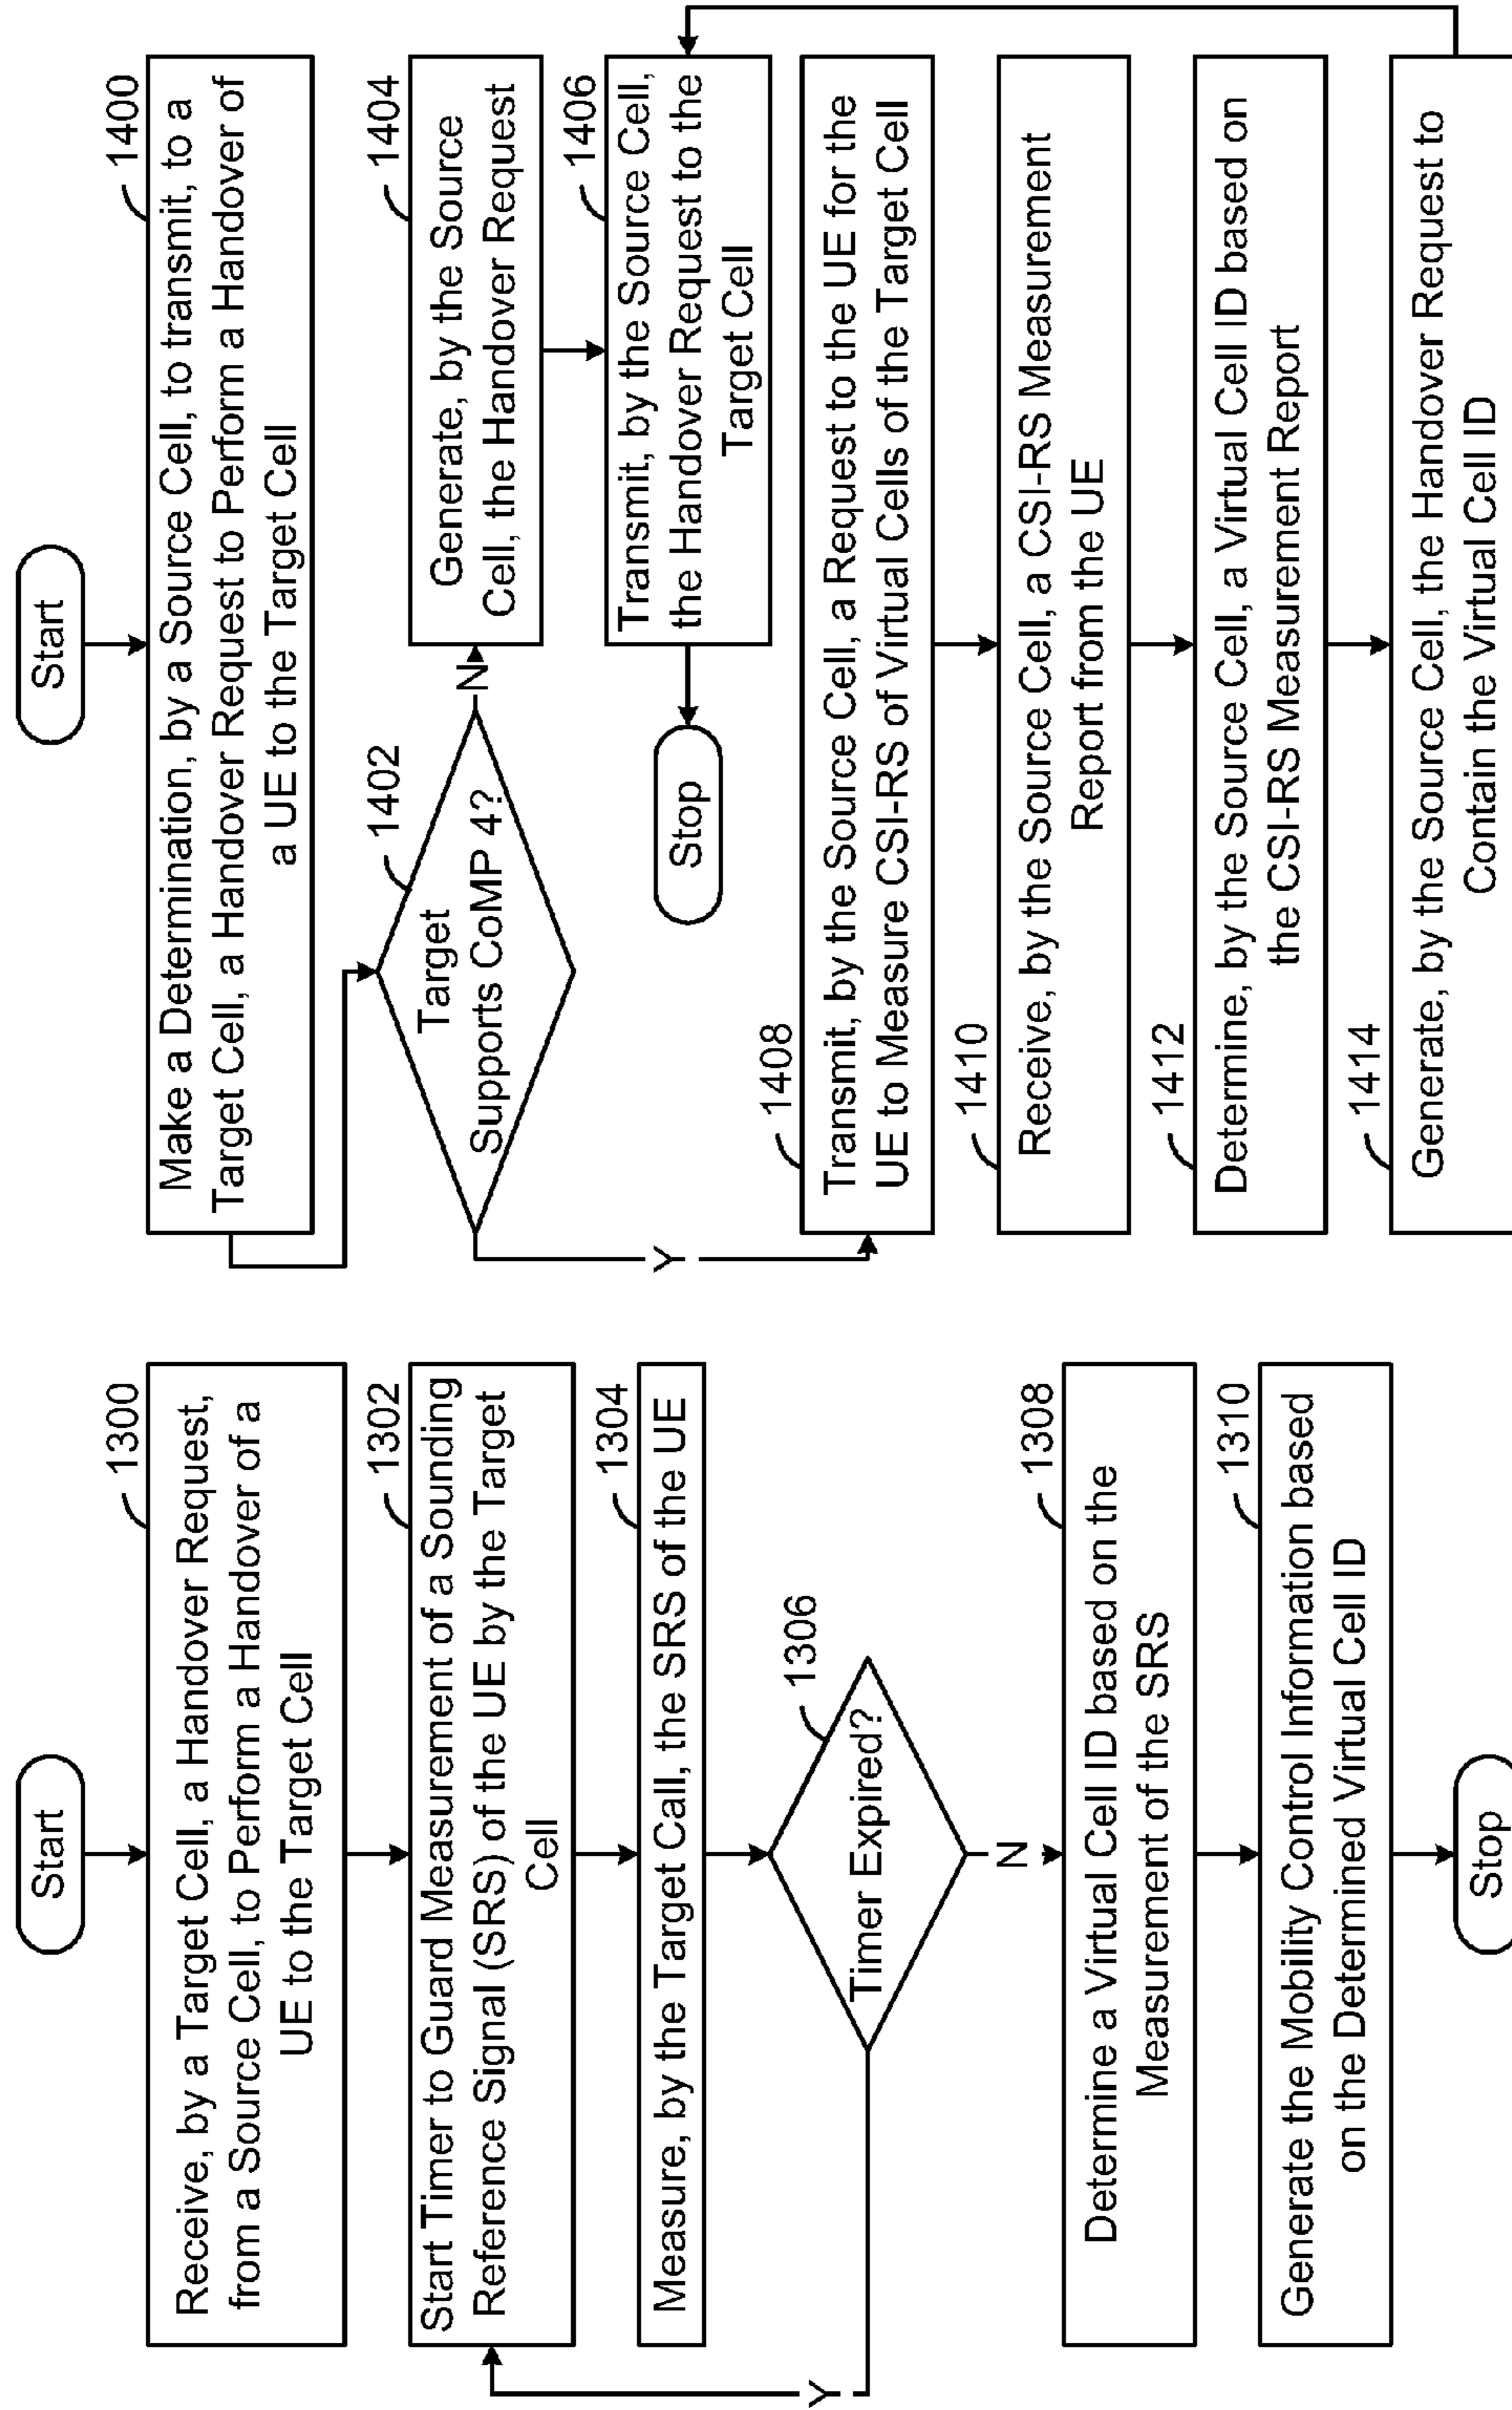 Start
1300
Receive, by a Target Cell, a Handover Request,
from a Source Cell, to Perform a Handover of a
UE to the Target Cell
1302
Start Timer to Guard Measurement of a Sounding
Reference Signal (SRS) of the UE by the Target
Cell
1304
Measure, by the Target Call, the SRS of the UE
1306
Timer Expired?
Y
N
1308
Determine a Virtual Cell ID based on the
Measurement of the SRS
1310
Generate the Mobility Control Information based
on the Determined Virtual Cell ID
Stop
Start
1400
Make a Determination, by a Source Cell, to transmit, to a
Target Cell, a Handover Request to Perform a Handover of
a UE to the Target Cell
1402
Target
Supports CoMP 4?
N
Y
1404
Generate, by the Source
Cell, the Handover Request
1406
Transmit, by the Source Cell,
the Handover Request to the
Target Cell
Stop
1408
Transmit, by the Source Cell, a Request to the UE for the
UE to Measure CSI-RS of Virtual Cells of the Target Cell
1410
Receive, by the Source Cell, a CSI-RS Measurement
Report from the UE
1412
Determine, by the Source Cell, a Virtual Cell ID based on
the CSI-RS Measurement Report
1414
Generate, by the Source Cell, the Handover Request to
Contain the Virtual Cell ID